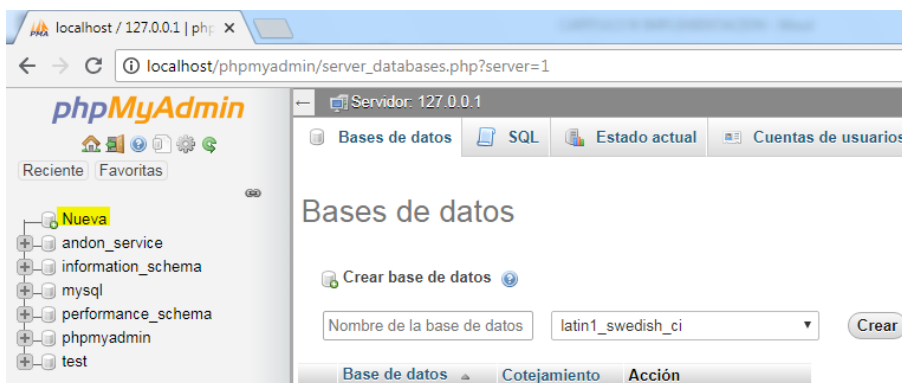 localhost / 127.0.0.1 | php
localhost/phpmyadmin/server_databases.php?server=1
phpMyAdmin
Reciente Favoritas
Nueva
andon_service
information_schema
mysql
performance_schema
phpmyadmin
test
Servidor: 127.0.0.1
Bases de datos SQL Estado actual Cuentas de usuarios
Bases de datos
Crear base de datos
Nombre de la base de datos latin1_swedish_ci Crear
Base de datos Cotejamiento Acción